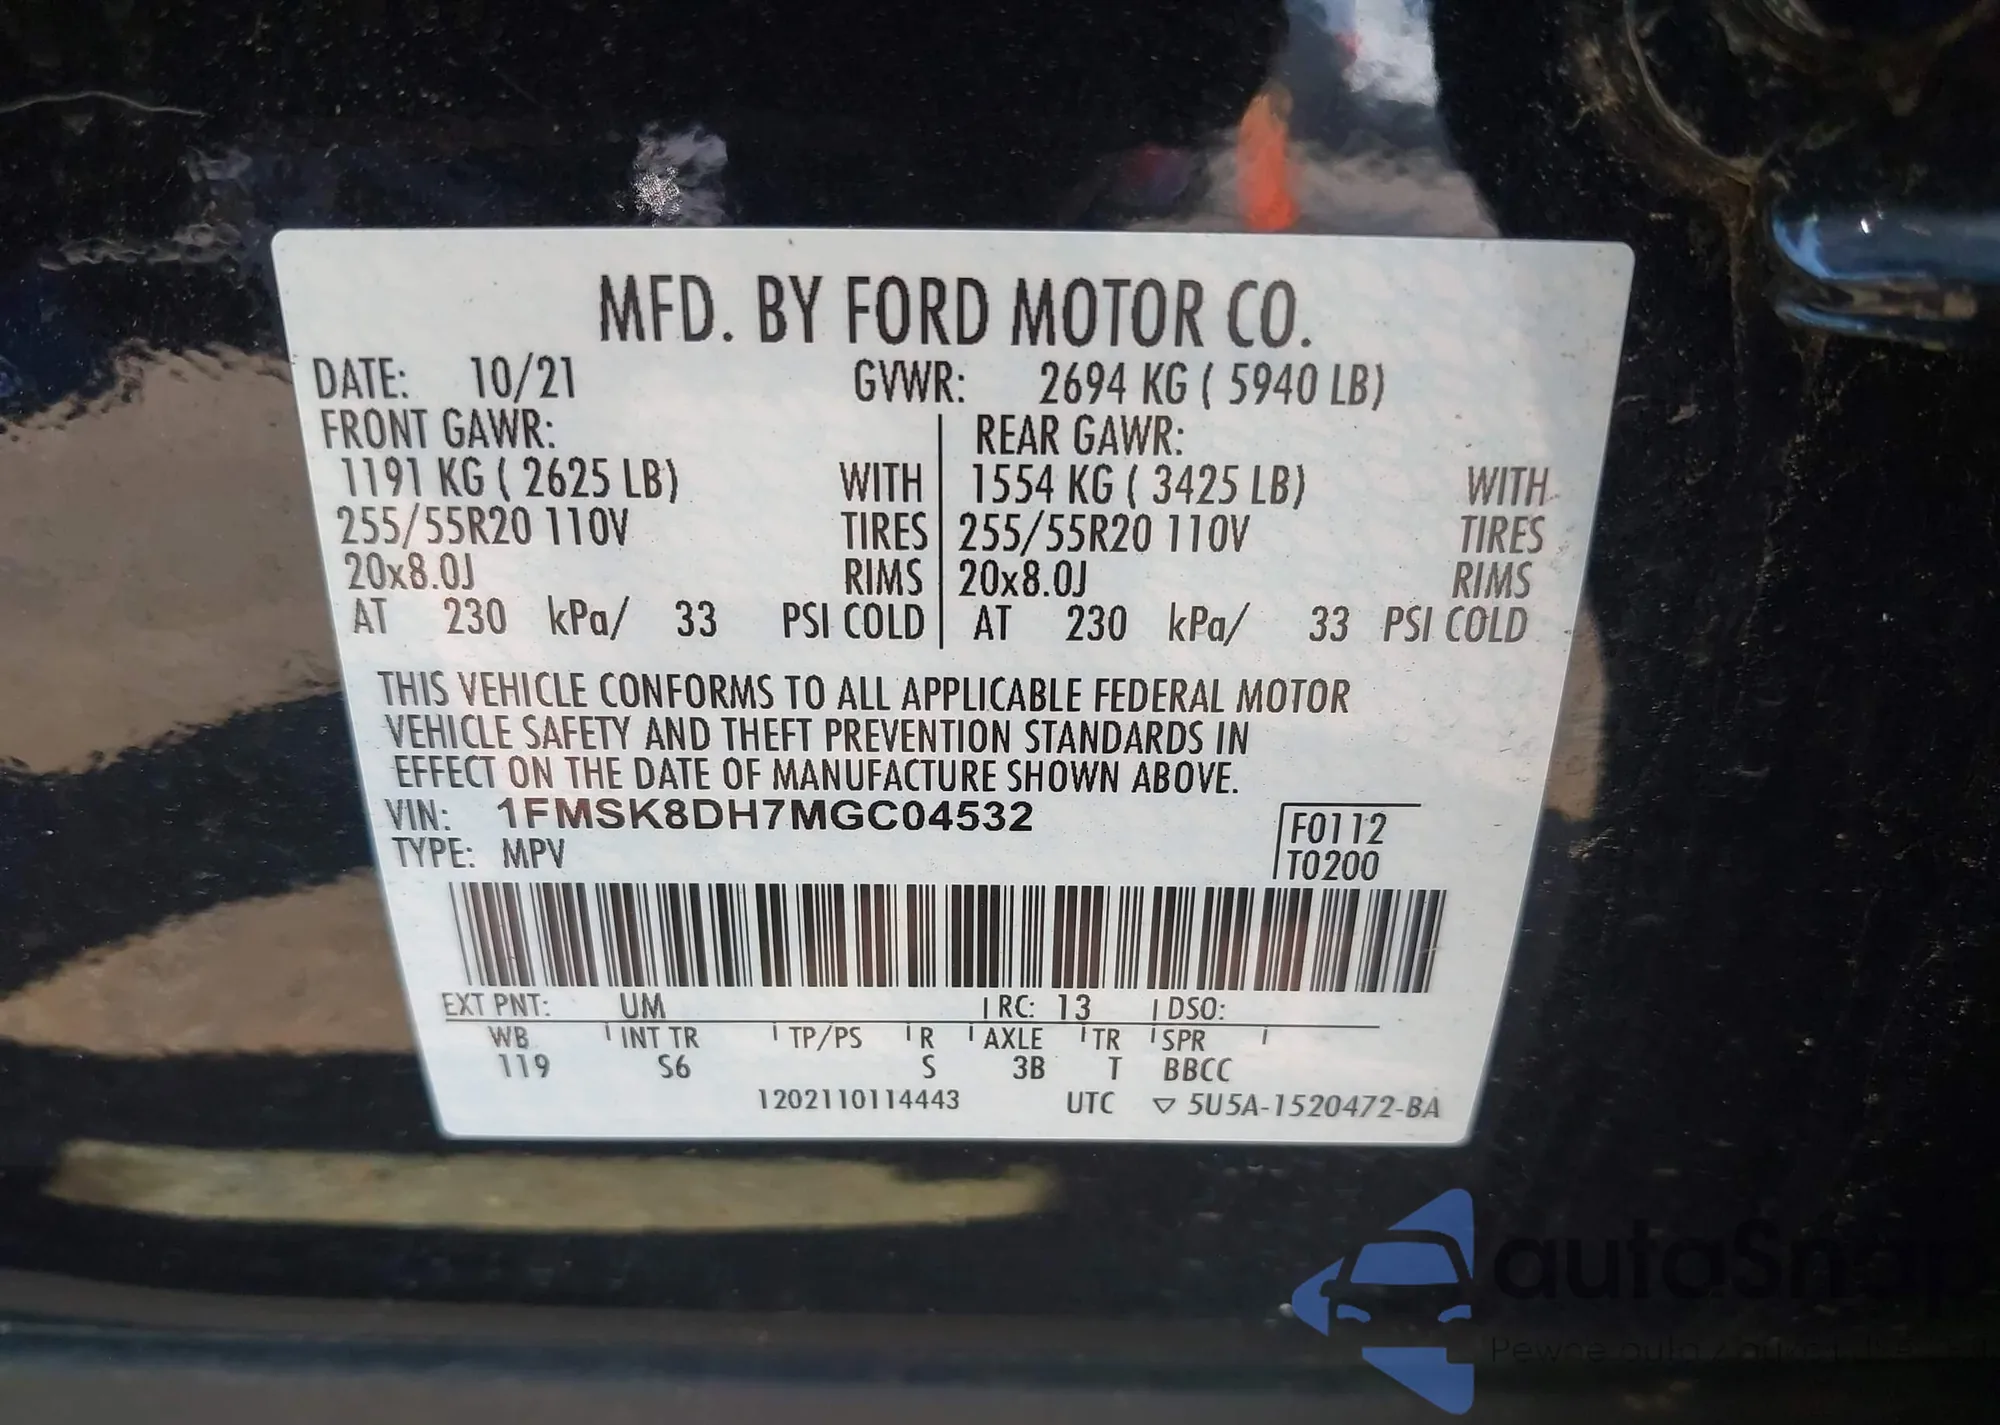 MFD. BY FORD MOTOR CO.
DATE: 10/21 GVWR: 2694 KG ( 5940 LB)
FRONT GAWR: REAR GAWR:
1191 KG ( 2625 LB) WITH 1554 KG ( 3425 LB) WITH
255/55R20 110V TIRES 255/55R20 110V TIRES
20x8.0J RIMS 20x8.0J RIMS
AT 230 kPa/ 33 PSI COLD AT 230 kPa/ 33 PSI COLD
THIS VEHICLE CONFORMS TO ALL APPLICABLE FEDERAL MOTOR
VEHICLE SAFETY AND THEFT PREVENTION STANDARDS IN
EFFECT ON THE DATE OF MANUFACTURE SHOWN ABOVE.
VIN: 1FMSK8DH7MGC04532
F0112
TYPE: MPV
T0200
EXT PNT: UM RC: 13 DSO:
WB INT TR TP/PS R AXLE TR SPR
119 S6 S 3B T BBCC
1202110114443 UTC ▽ 5U5A-1520472-BA
autaSnap
Pewne auta z